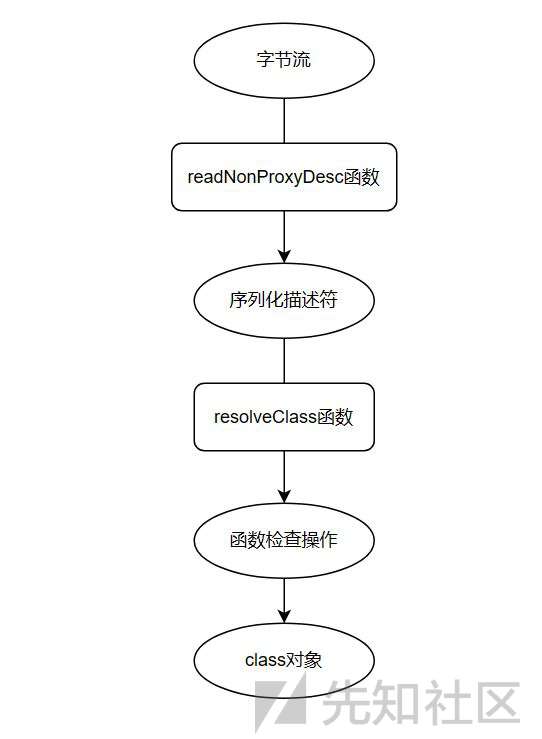 字节流
readNonProxyDesc函数
序列化描述符
resolveClass函数
函数检查操作
class对象
先知社区